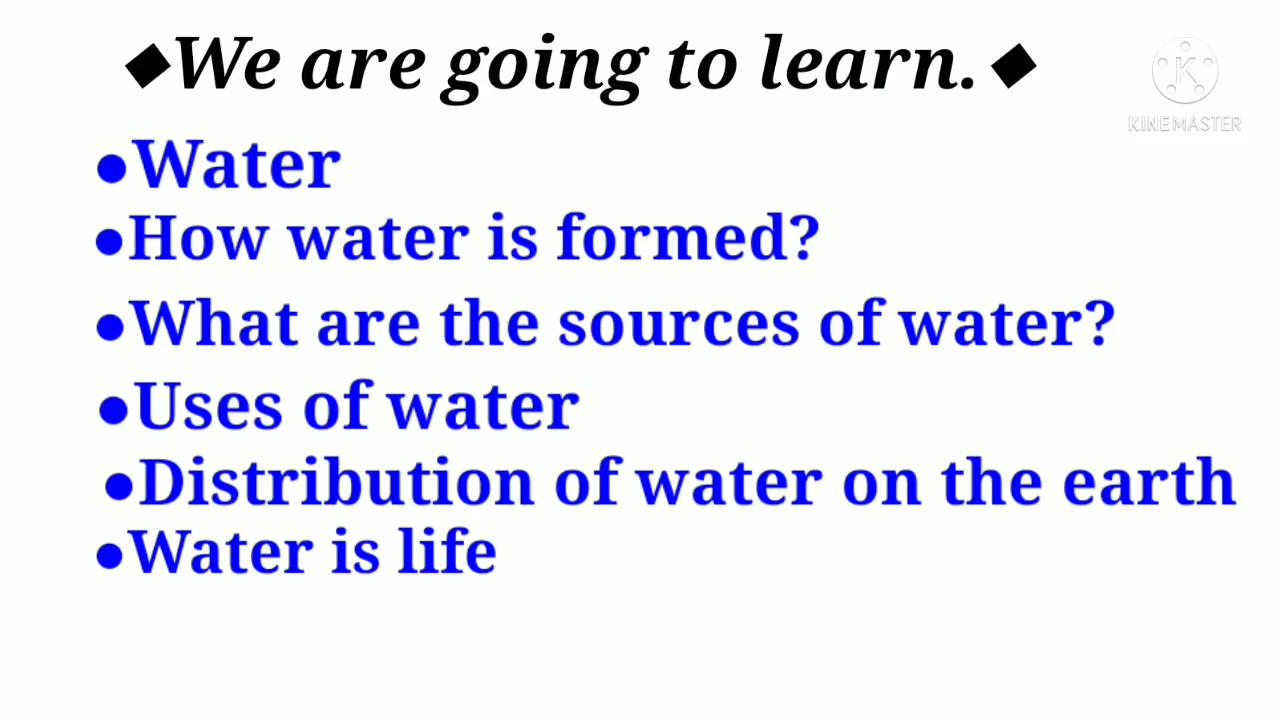 ◆We are going to learn.◆
KINEMASTER
●Water
●How water is formed?
●What are the sources of water?
●Uses of water
●Distribution of water on the earth
●Water is life